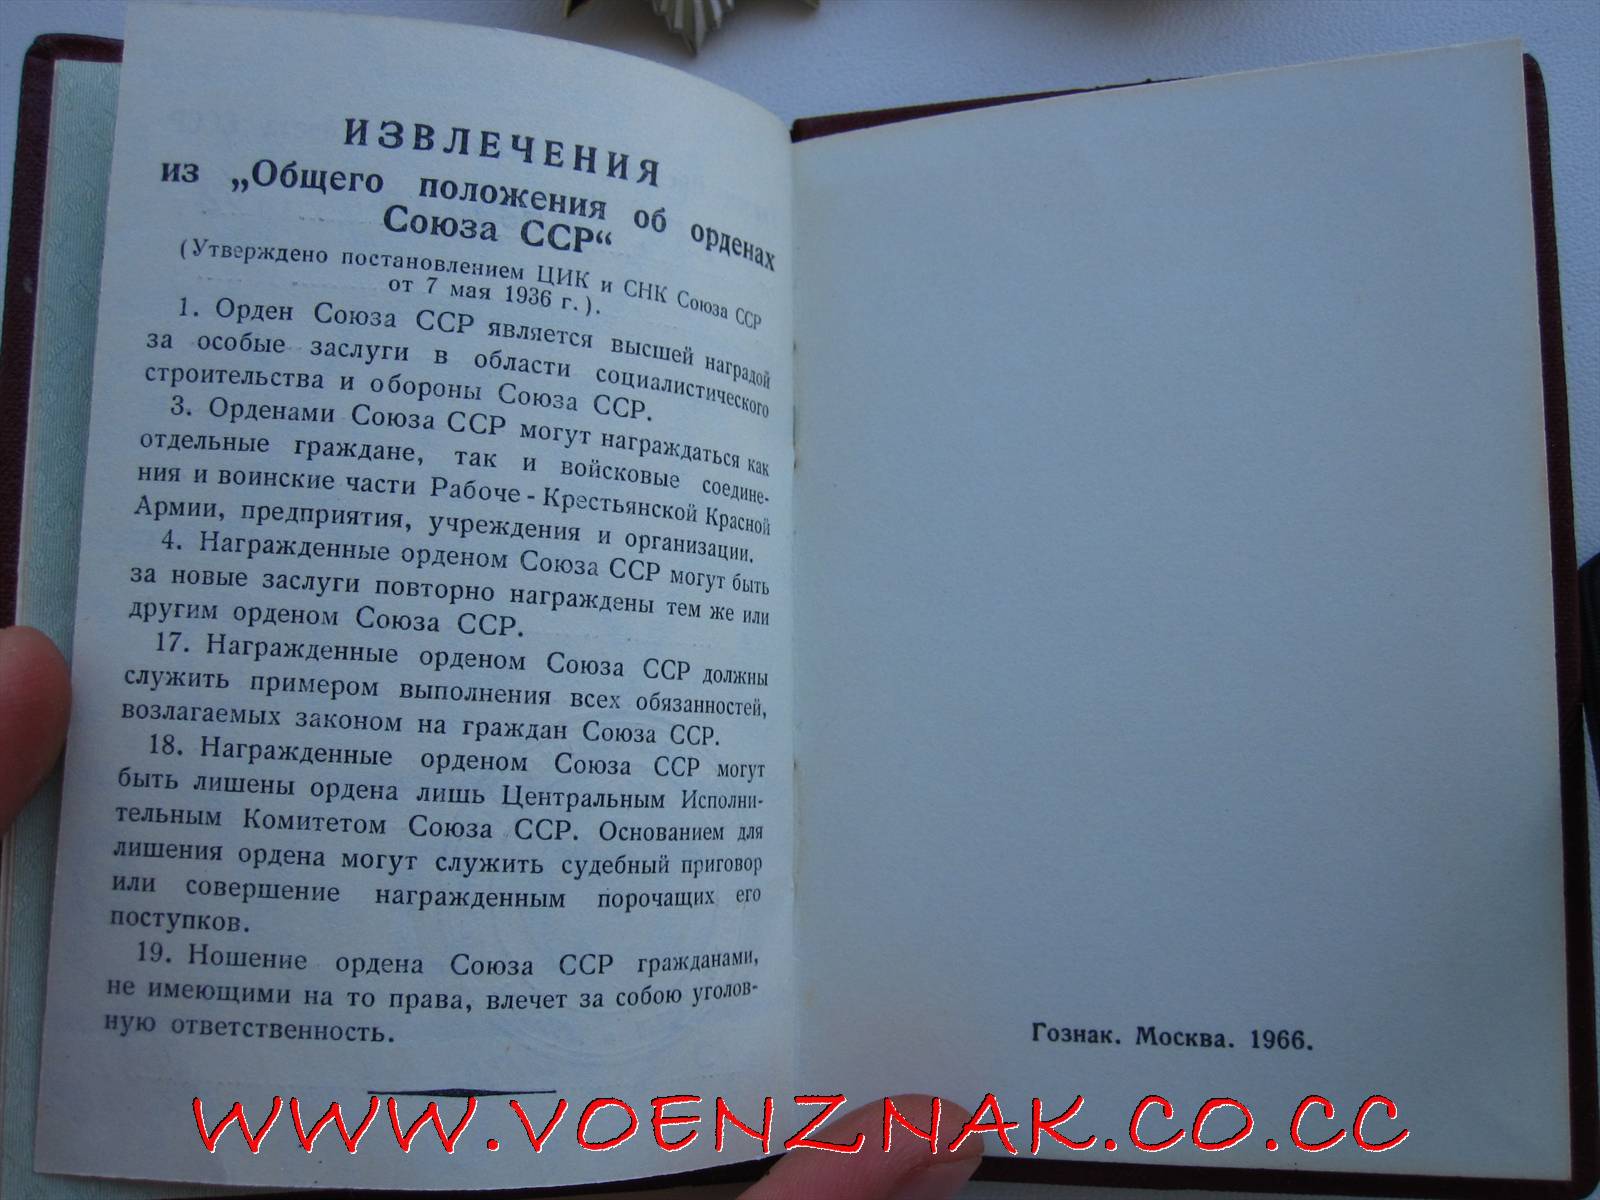 ИЗВЛЕЧЕНИЯ
из „Общего положения об орденах
Союза ССР“
(Утверждено постановлением ЦИК и СНК Союза ССР
от 7 мая 1936 г.).
1. Орден Союза ССР является высшей наградой
за особые заслуги в области социалистического
строительства и обороны Союза ССР.
3. Орденами Союза ССР могут награждаться как
отдельные граждане, так и войсковые соедине-
ния и воинские части Рабоче-Крестьянской Красной
Армии, предприятия, учреждения и организации.
4. Награжденные орденом Союза ССР могут быть
за новые заслуги повторно награждены тем же или
другим орденом Союза ССР.
17. Награжденные орденом Союза ССР должны
служить примером выполнения всех обязанностей,
возлагаемых законом на граждан Союза ССР.
18. Награжденные орденом Союза ССР могут
быть лишены ордена лишь Центральным Исполни-
тельным Комитетом Союза ССР. Основанием для
лишения ордена могут служить судебный приговор
или совершение награжденным порочащих его
поступков.
19. Ношение ордена Союза ССР гражданами,
не имеющими на то права, влечет за собою уголов-
ную ответственность.
Гознак. Москва. 1966.
WWW.VOENZNAK.CO.CC